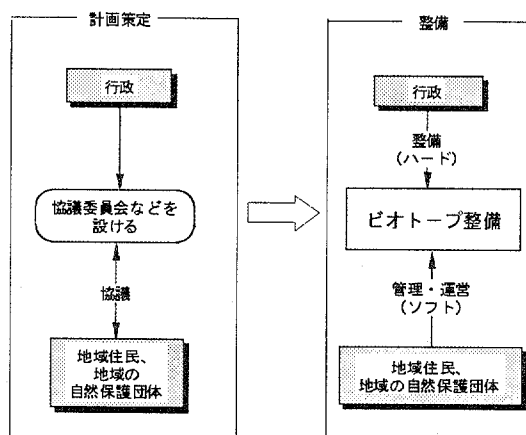 計画策定
行政
協議委員会などを
設ける
協議
地域住民、
地域の
自然保護団体
整備
行政
整備
（ハード）
ビオトープ整備
管理・運営
（ソフト）
地域住民、
地域の自然保護団体